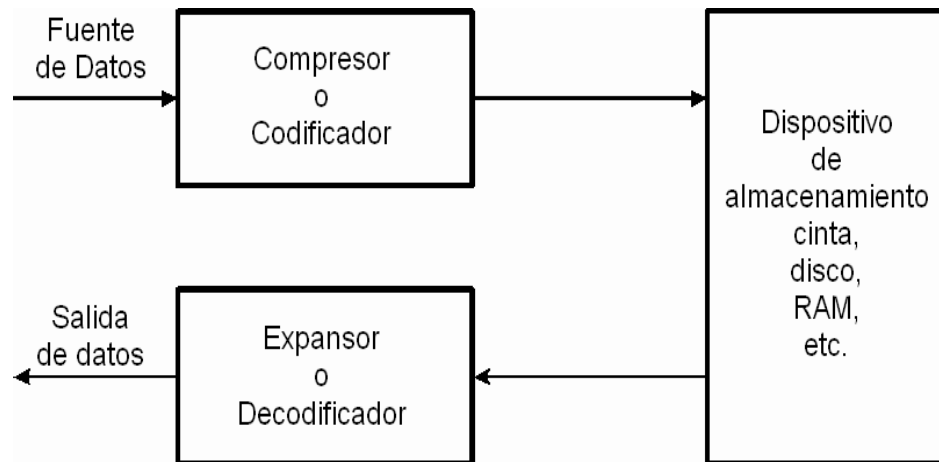 Fuente
de Datos
Compresor
o
Codificador
Dispositivo
de
almacenamiento
cinta,
disco,
RAM,
etc.
Salida
de datos
Expansor
o
Decodificador